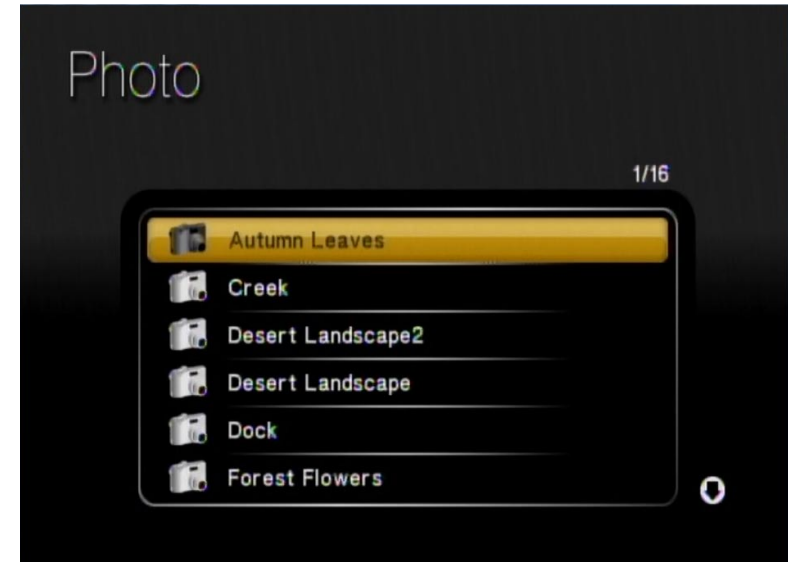 Photo
1/16
Autumn Leaves
Creek
Desert Landscape2
Desert Landscape
Dock
Forest Flowers